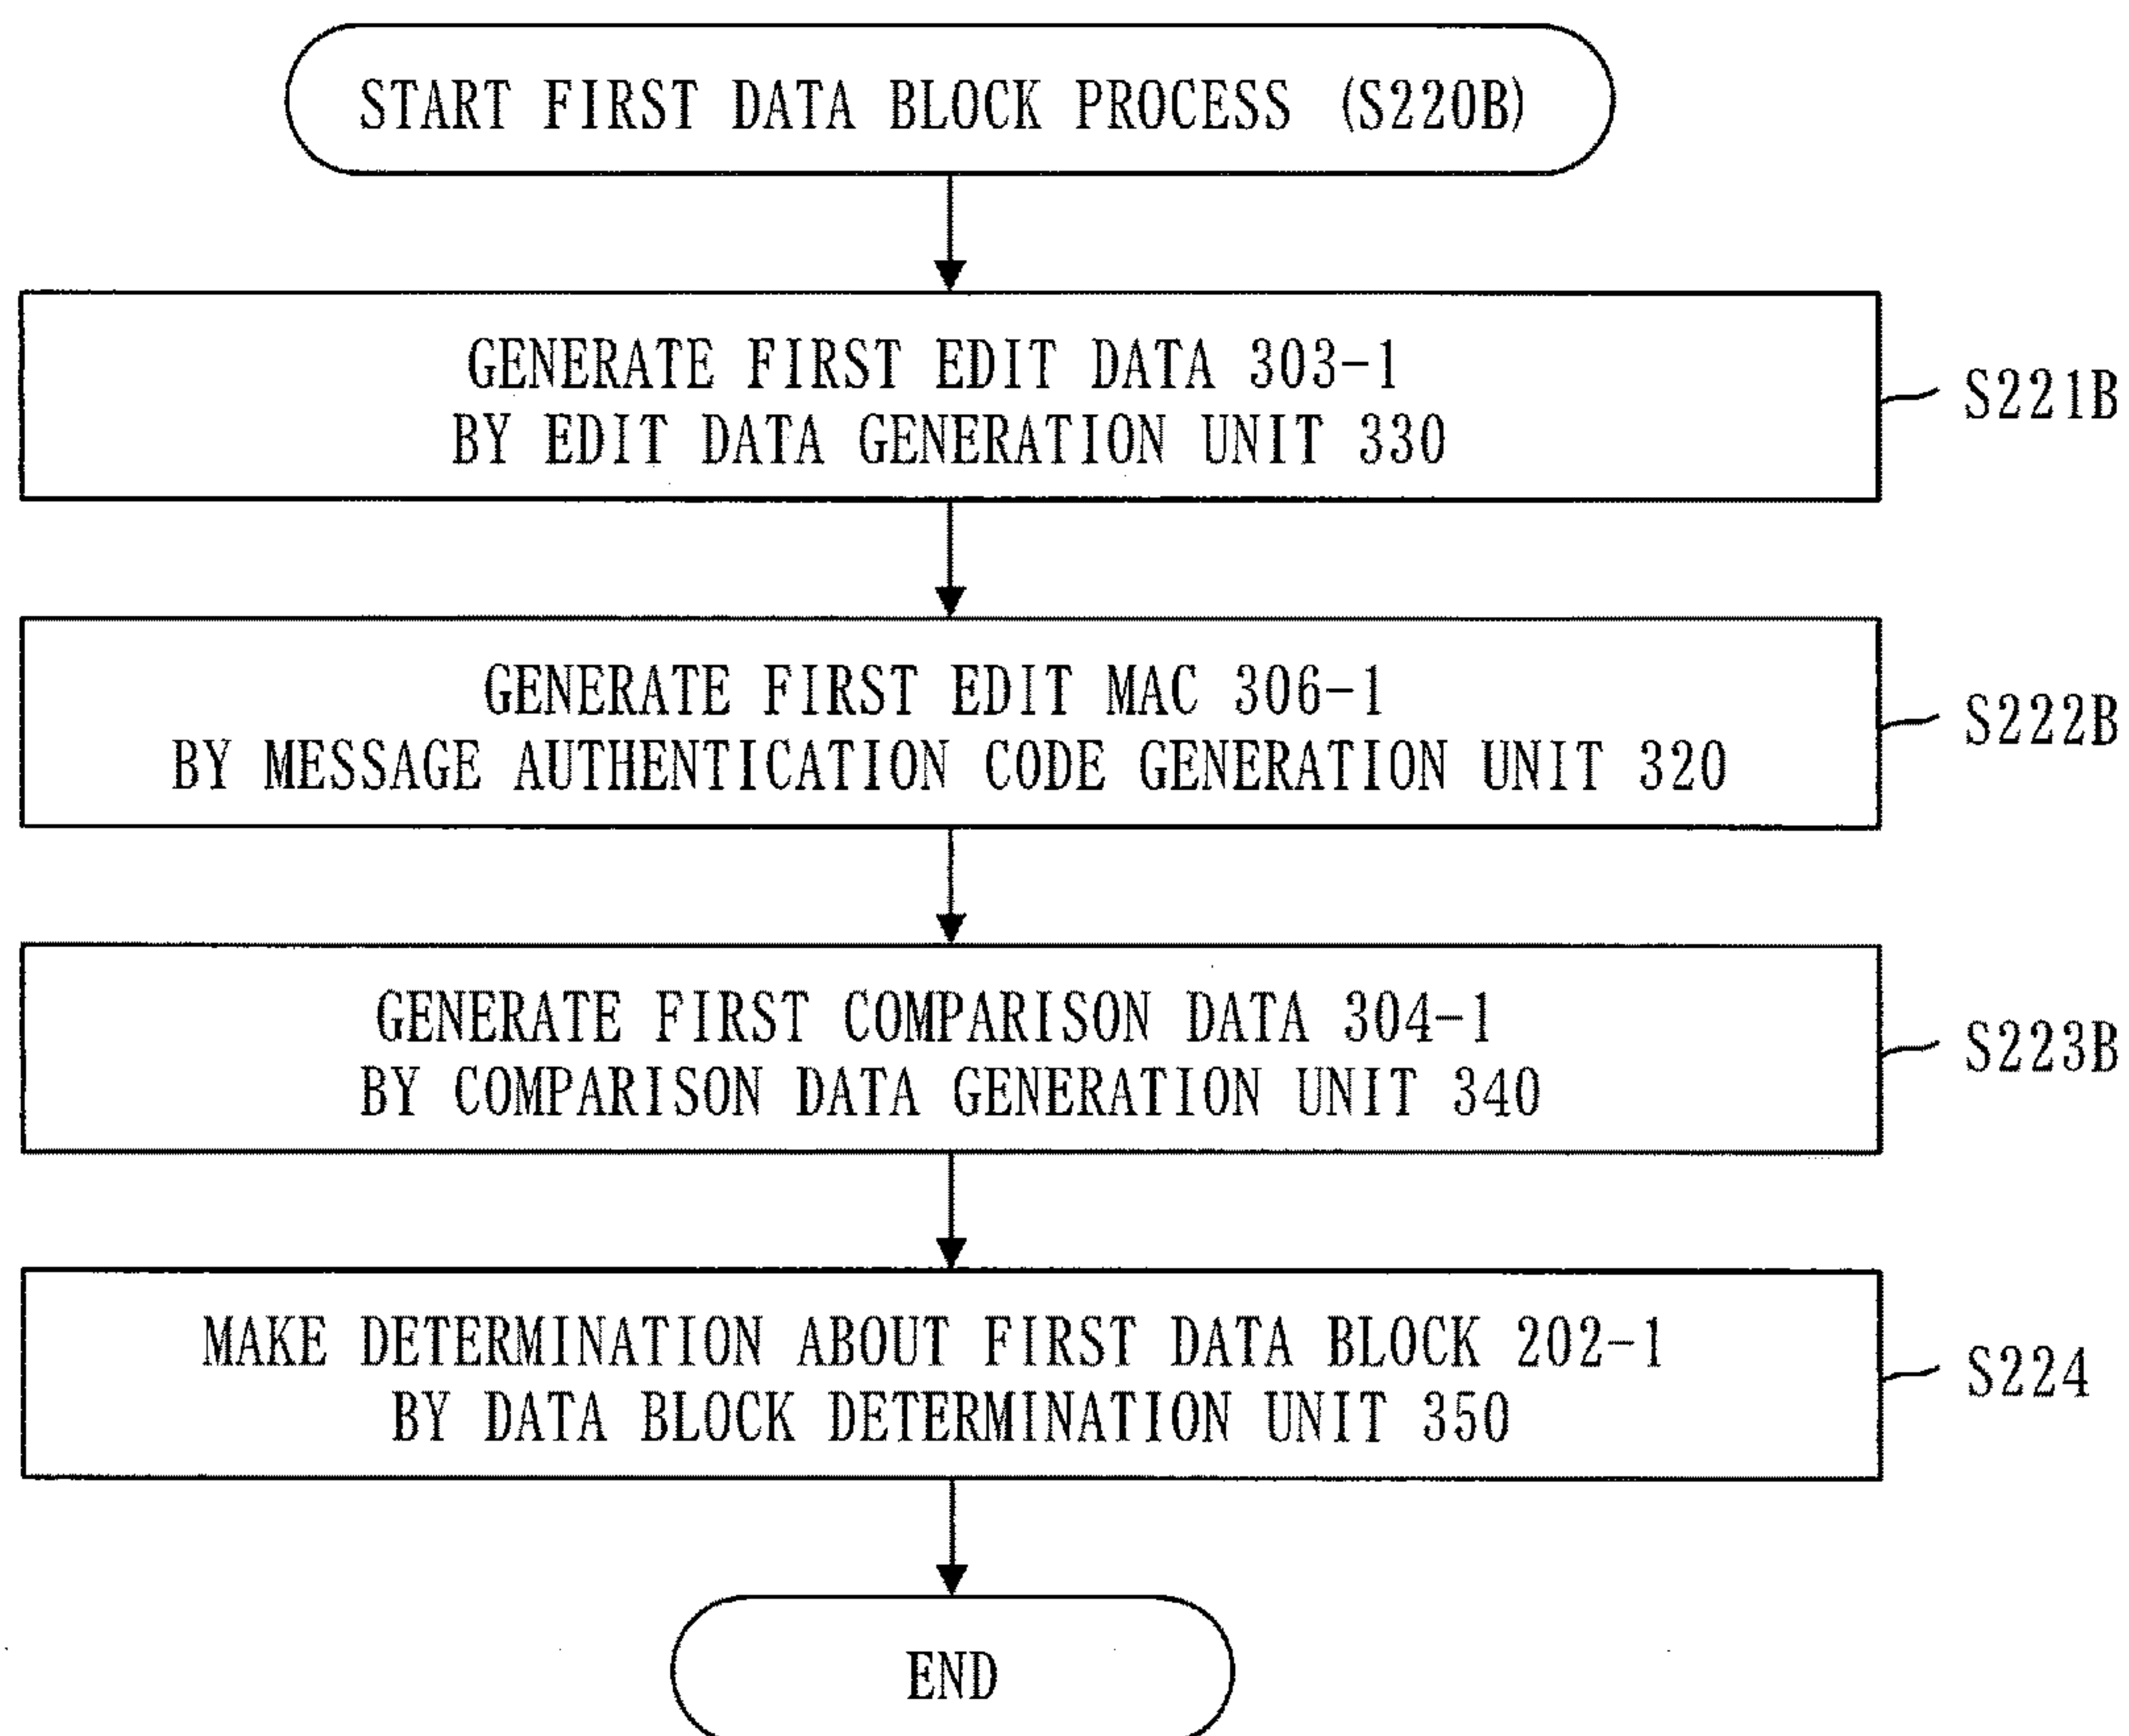 START FIRST DATA BLOCK PROCESS (S220B)
GENERATE FIRST EDIT DATA 303-1
BY EDIT DATA GENERATION UNIT 330
S221B
GENERATE FIRST EDIT MAC 306-1
BY MESSAGE AUTHENTICATION CODE GENERATION UNIT 320
S222B
GENERATE FIRST COMPARISON DATA 304-1
BY COMPARISON DATA GENERATION UNIT 340
S223B
MAKE DETERMINATION ABOUT FIRST DATA BLOCK 202-1
BY DATA BLOCK DETERMINATION UNIT 350
S224
END